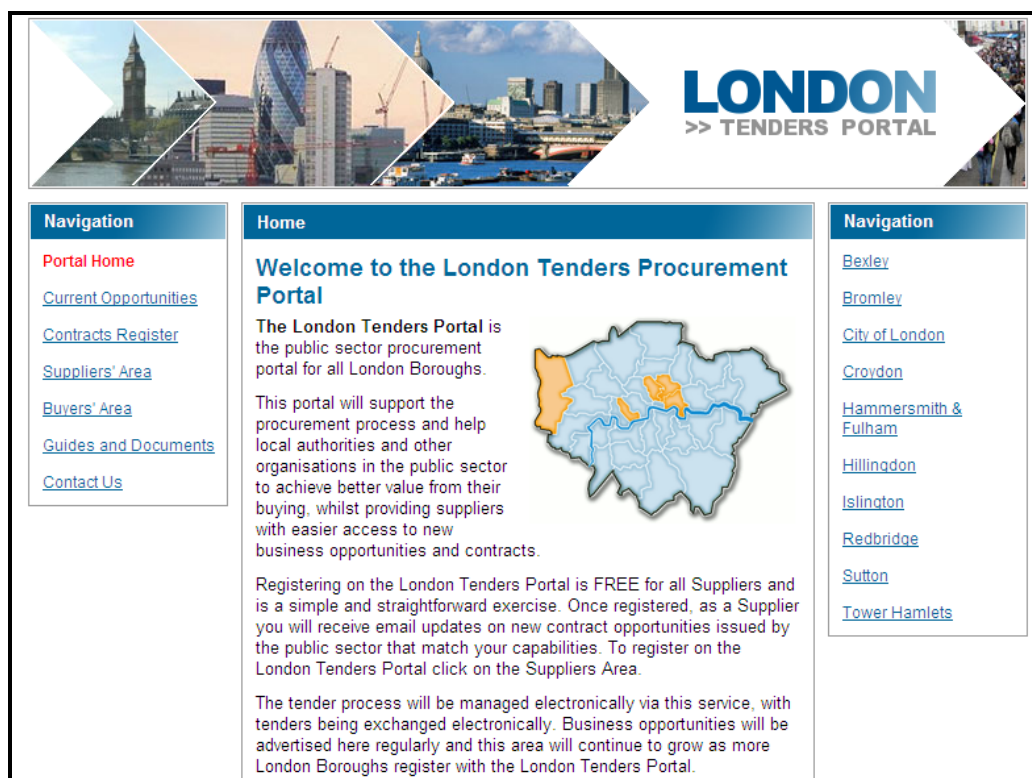 LONDON
>> TENDERS PORTAL
Navigation
Portal Home
Current Opportunities
Contracts Register
Suppliers' Area
Buyers' Area
Guides and Documents
Contact Us
Home
Welcome to the London Tenders Procurement
Portal
The London Tenders Portal is
the public sector procurement
portal for all London Boroughs.
This portal will support the
procurement process and help
local authorities and other
organisations in the public sector
to achieve better value from their
buying, whilst providing suppliers
with easier access to new
business opportunities and contracts.
Registering on the London Tenders Portal is FREE for all Suppliers and
is a simple and straightforward exercise. Once registered, as a Supplier
you will receive email updates on new contract opportunities issued by
the public sector that match your capabilities. To register on the
London Tenders Portal click on the Suppliers Area.
The tender process will be managed electronically via this service, with
tenders being exchanged electronically. Business opportunities will be
advertised here regularly and this area will continue to grow as more
London Boroughs register with the London Tenders Portal.
Navigation
Bexley
Bromley
City of London
Croydon
Hammersmith &
Fulham
Hillingdon
Islington
Redbridge
Sutton
Tower Hamlets